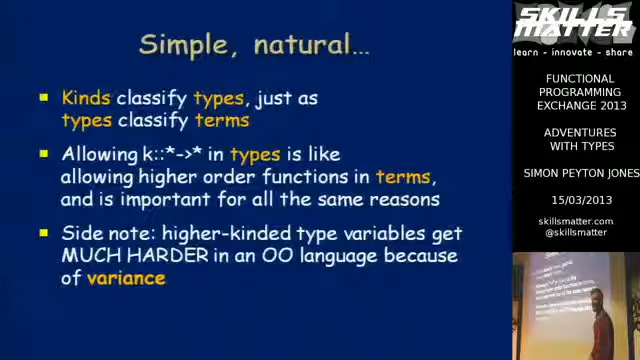 Simple, natural...
Kinds classify types, just as
types classify terms
Allowing k::*->* in types is like
allowing higher order functions in terms,
and is important for all the same reasons
Side note: higher-kinded type variables get
MUCH HARDER in an OO language because
of variance
SKILLS
MATTER
learn - innovate - share
FUNCTIONAL
PROGRAMMING
EXCHANGE 2013
ADVENTURES
WITH TYPES
SIMON PEYTON JONES
15/03/2013
skillsmatter.com
@skillsmatter